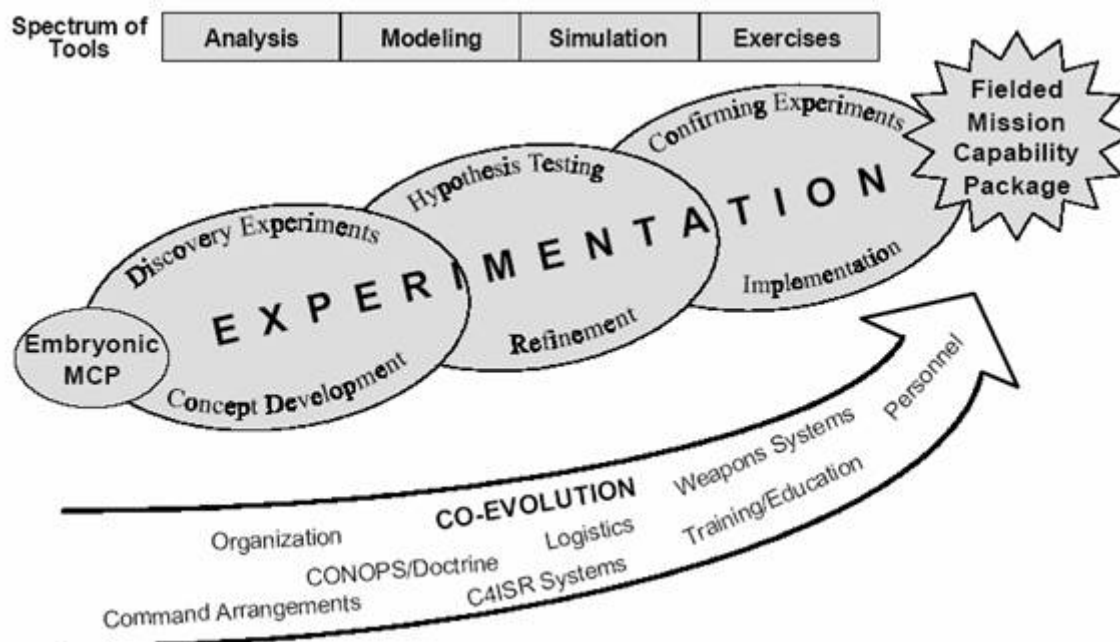 Spectrum of
Tools
Analysis
Modeling
Simulation
Exercises
Fielded
Mission
Capability
Package
Confirming Experiments
Hypothesis Testing
Discovery Experiments
EXPERIMENTATION
Implementation
Refinement
Concept Development
Embryonic
MCP
Personnel
Weapons Systems
CO-EVOLUTION
Training/Education
Organization
Logistics
CONOPS/Doctrine
C4ISR Systems
Command Arrangements